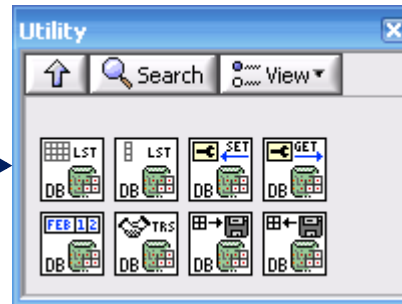 Utility
Search View
LST LST SET GET
DB DB DB DB
FEB 1 2 TRS
DB DB DB DB